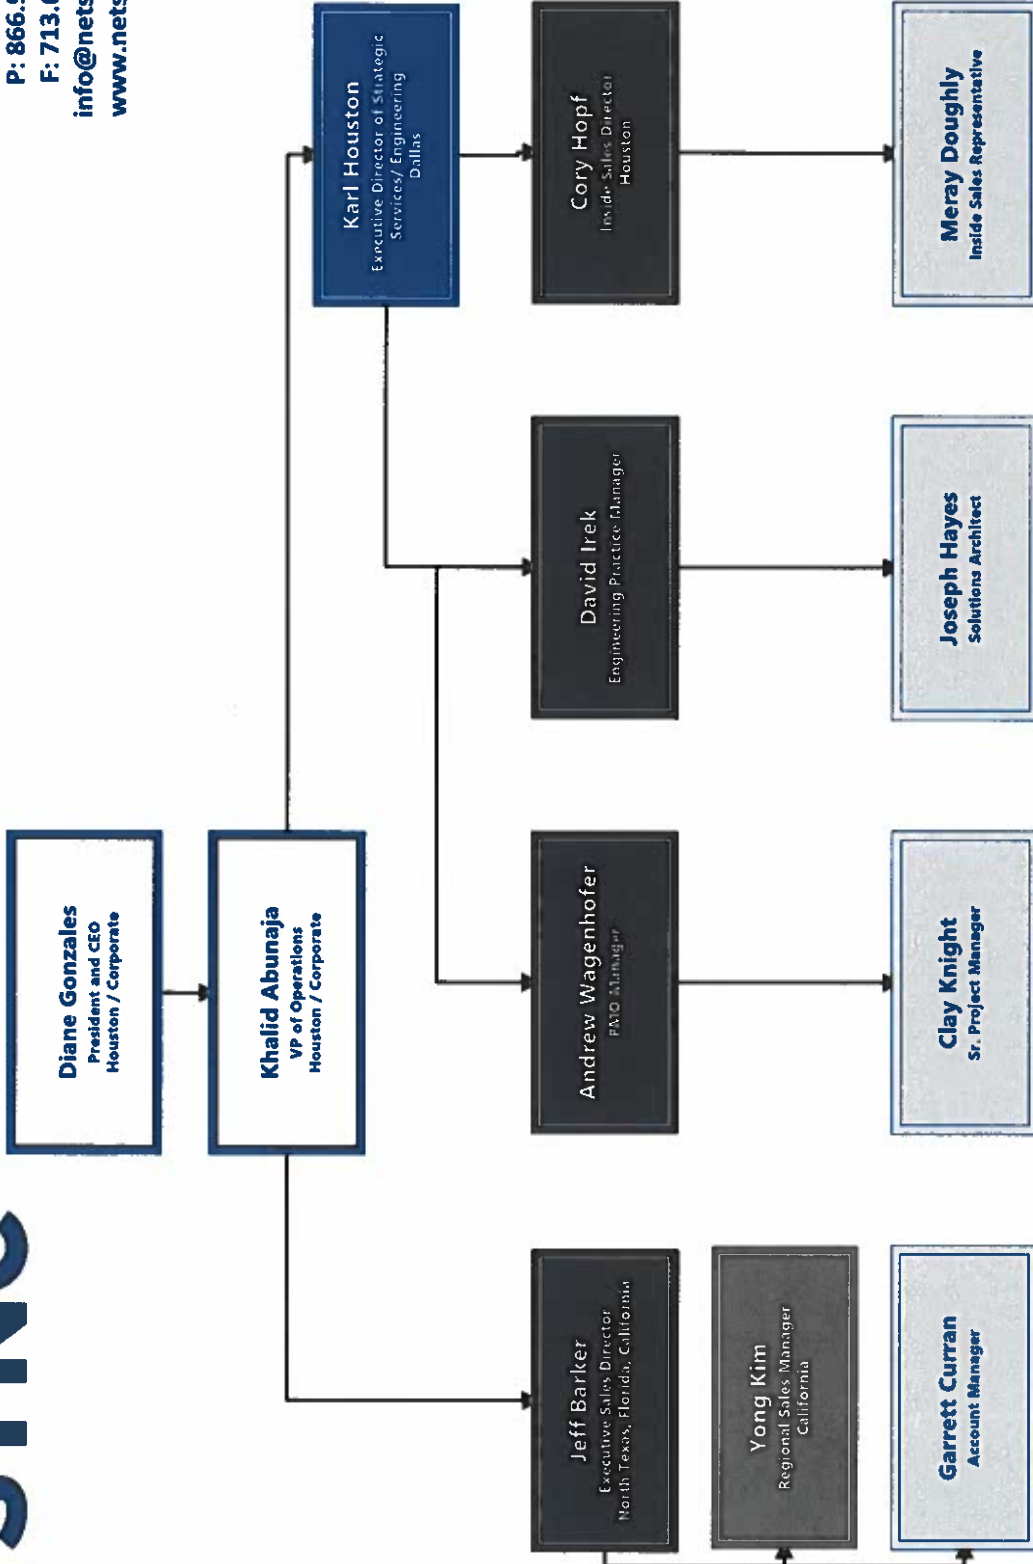 SYNC
P: 866.9
F: 713.6
info@nets
www.nets
Diane Gonzales
President and CEO
Houston / Corporate
Khalid Abunaja
VP of Operations
Houston / Corporate
Karl Houston
Executive Director of Strategic
Services/ Engineering
Dallas
Jeff Barker
Executive Sales Director
North Texas, Florida, California
Andrew Wagenhofer
PMO Manager
David Irek
Engineering Practice Manager
Cory Hopf
Inside Sales Director
Houston
Yong Kim
Regional Sales Manager
California
Garrett Curran
Account Manager
Clay Knight
Sr. Project Manager
Joseph Hayes
Solutions Architect
Meray Doughly
Inside Sales Representative